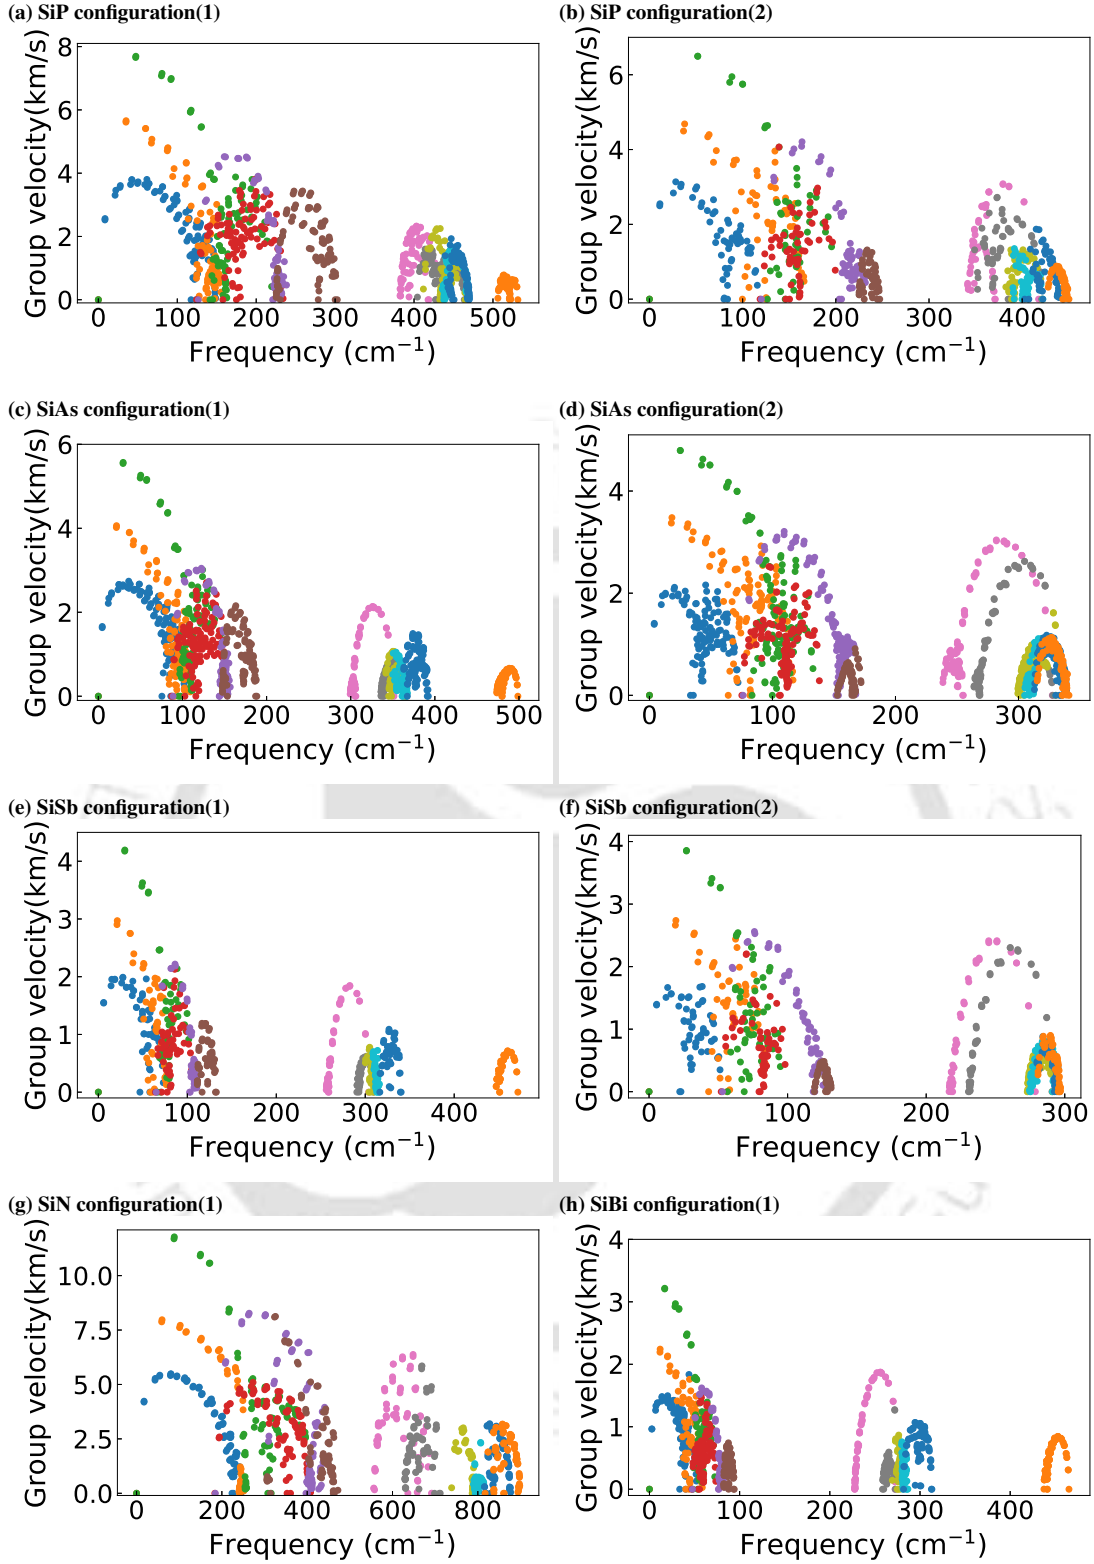 (a) SiP configuration(1)
(b) SiP configuration(2)
Group velocity(km/s)
8
6
4
2
0
0 100 200 300 400 500
Frequency (cm⁻¹)
Group velocity(km/s)
6
4
2
0
0 100 200 300 400
Frequency (cm⁻¹)
(c) SiAs configuration(1)
(d) SiAs configuration(2)
Group velocity(km/s)
6
4
2
0
0 100 200 300 400 500
Frequency (cm⁻¹)
Group velocity(km/s)
4
2
0
0 100 200 300
Frequency (cm⁻¹)
(e) SiSb configuration(1)
(f) SiSb configuration(2)
Group velocity(km/s)
4
3
2
1
0
0 100 200 300 400
Frequency (cm⁻¹)
Group velocity(km/s)
4
3
2
1
0
0 100 200 300
Frequency (cm⁻¹)
(g) SiN configuration(1)
(h) SiBi configuration(1)
Group velocity(km/s)
10.0
7.5
5.0
2.5
0.0
0 200 400 600 800
Frequency (cm⁻¹)
Group velocity(km/s)
4
3
2
1
0
0 100 200 300 400
Frequency (cm⁻¹)